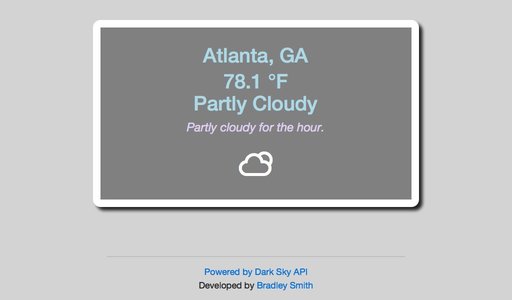 Atlanta, GA
78.1 °F
Partly Cloudy
Partly cloudy for the hour.
Powered by Dark Sky API
Developed by Bradley Smith